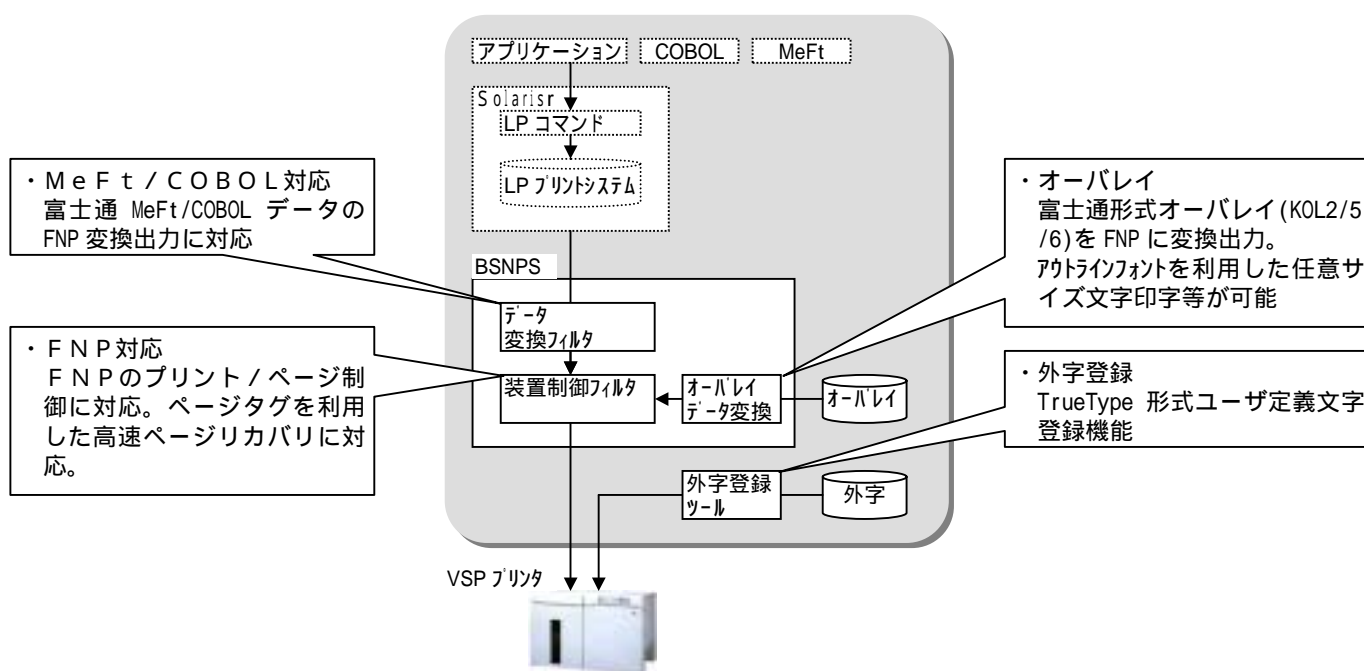 アプリケーション COBOL MeFt
Solarisr
LP コマンド
LP プリントシステム
・ＭｅＦｔ／ＣＯＢＯＬ対応
富士通 MeFt/COBOL データの
FNP 変換出力に対応
・ＦＮＰ対応
ＦＮＰのプリント／ページ制
御に対応。ページタグを利用
した高速ページリカバリに対
応。
BSNPS
データ
変換フィルタ
装置制御フィルタ
オーバレイ
データ変換
オーバレイ
外字登録
ツール
外字
・オーバレイ
富士通形式オーバレイ(KOL2/5
/6)を FNP に変換出力。
アウトラインフォントを利用した任意サ
イズ文字印字等が可能
・外字登録
TrueType 形式ユーザ定義文字
登録機能
VSP プリンタ